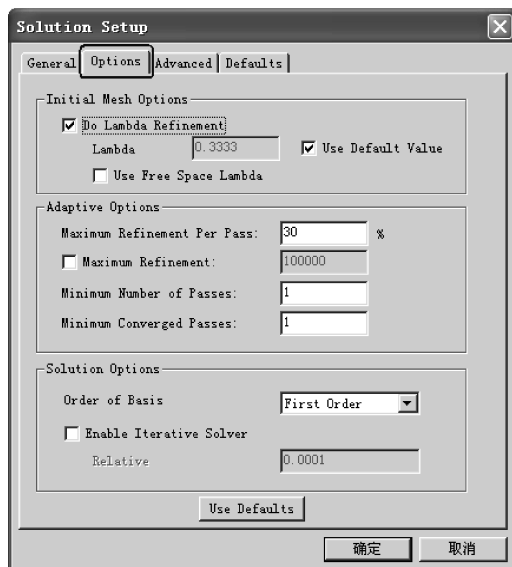 Solution Setup
General Options Advanced Defaults
Initial Mesh Options
Do Lambda Refinement
Lambda 0.3333 Use Default Value
Use Free Space Lambda
Adaptive Options
Maximum Refinement Per Pass: 30 %
Maximum Refinement: 100000
Minimum Number of Passes: 1
Minimum Converged Passes: 1
Solution Options
Order of Basis First Order
Enable Iterative Solver
Relative 0.0001
Use Defaults
确定 取消